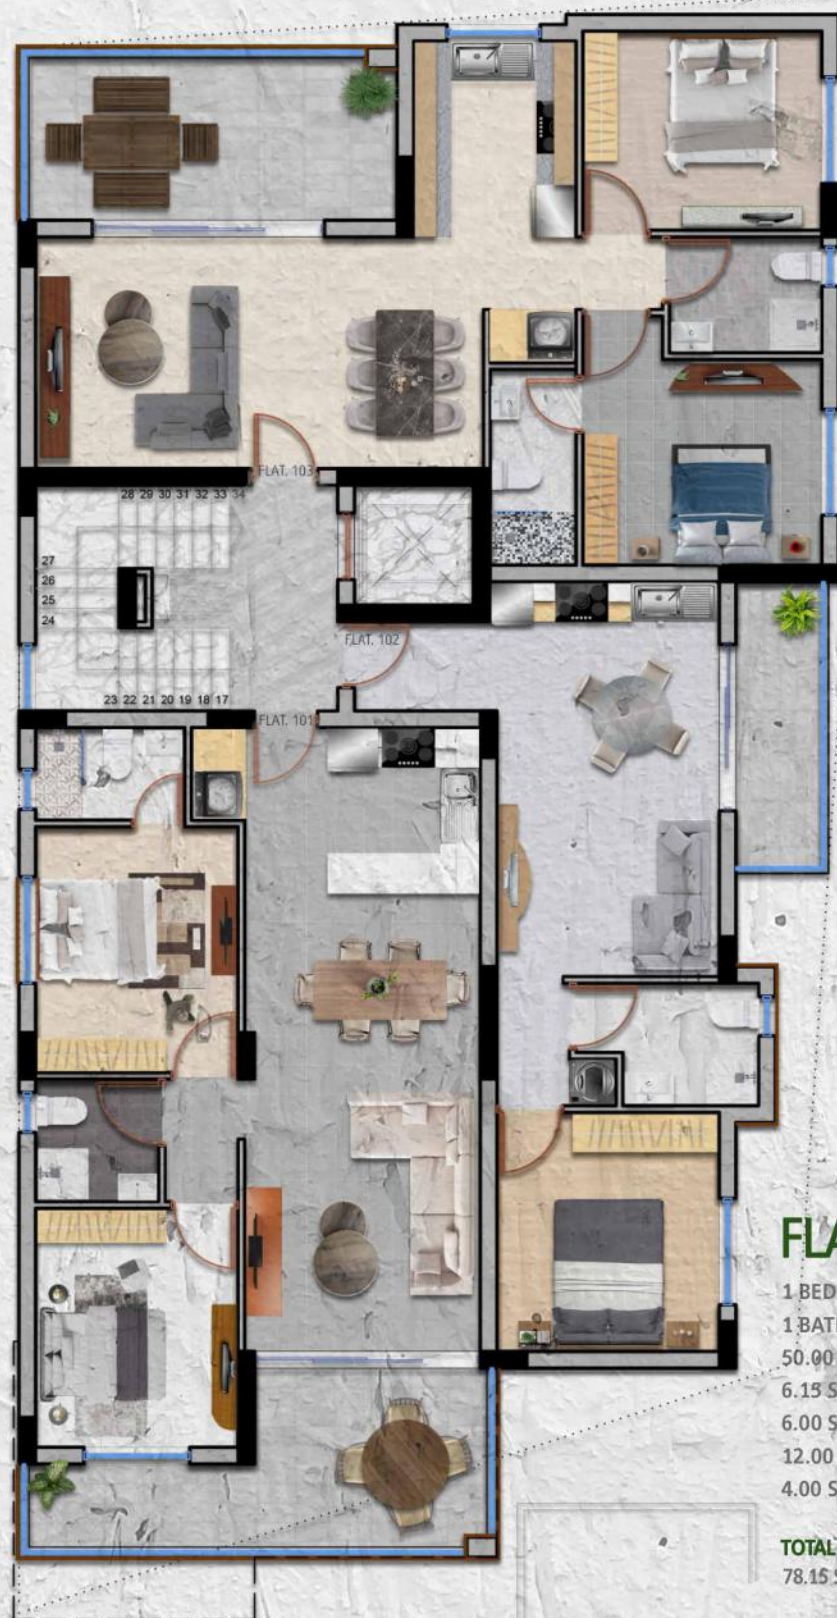 FLAT. 103
28 29 30 31 32 33 34
27
26
25
24
FLAT. 102
23 22 21 20 19 18 17
FLAT. 101
FLA
1 BED
1 BAT
50.00
6.15 S
6.00 S
12.00
4.00 S
TOTAL
78.15 S